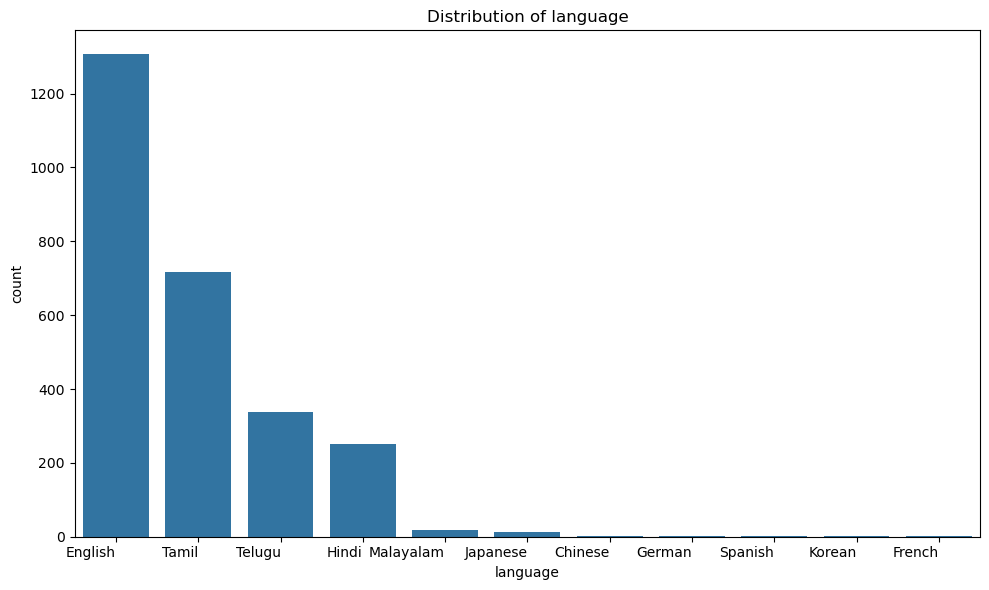 Distribution of language
1200
1000
800
600
400
200
0
count
English Tamil Telugu Hindi Malayalam Japanese Chinese German Spanish Korean French
language